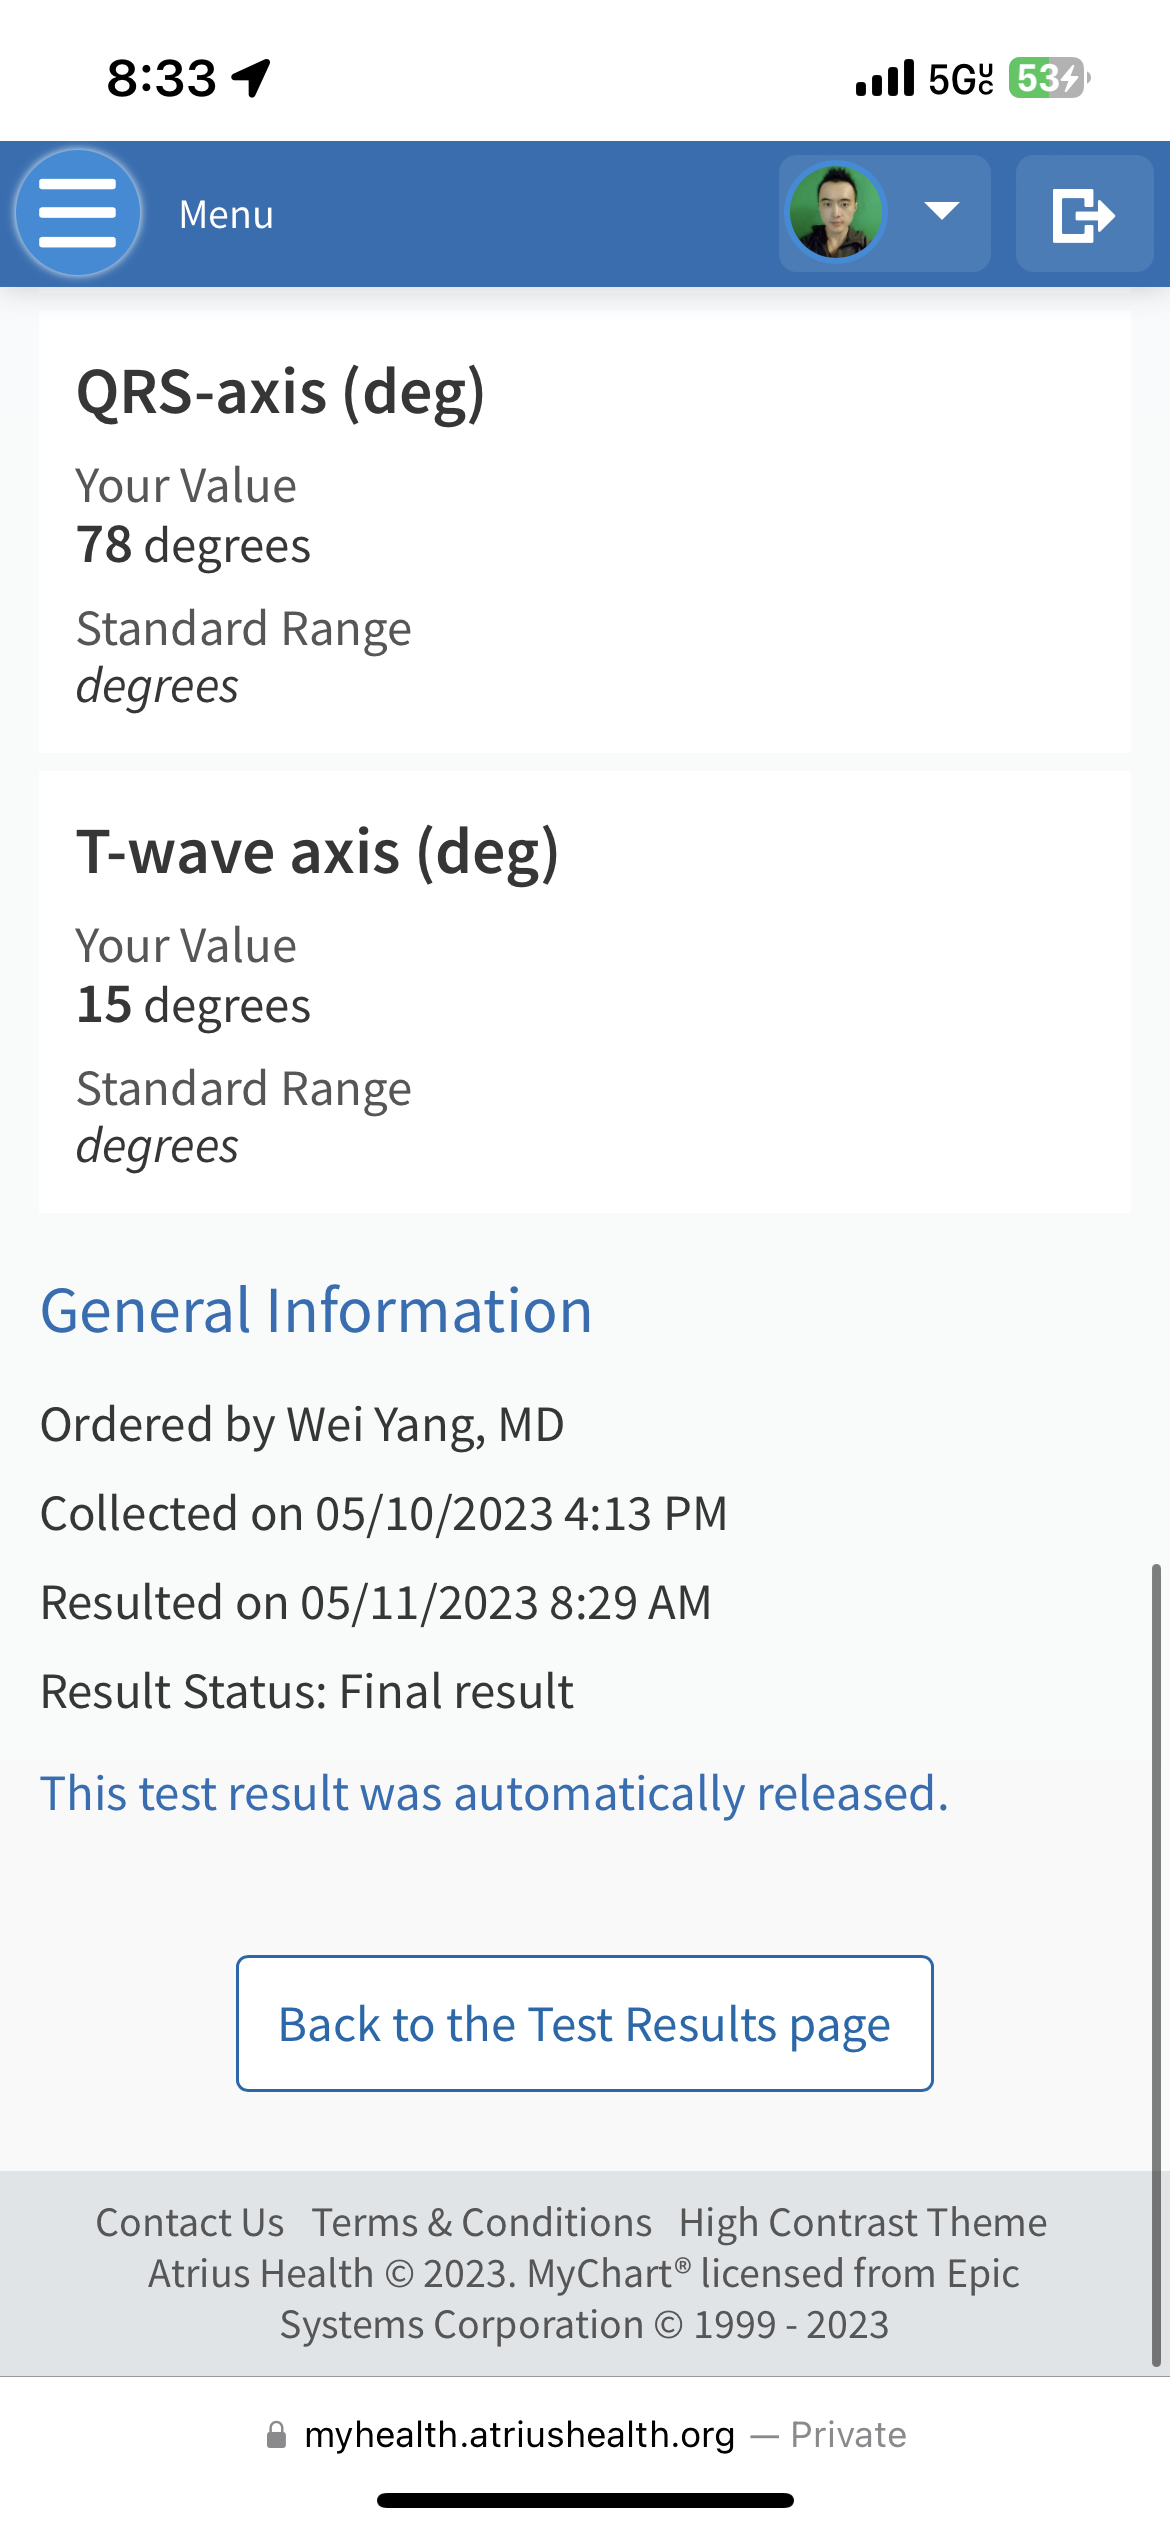 8:33
5GUC 53
Menu
QRS-axis (deg)
Your Value
78 degrees
Standard Range
degrees
T-wave axis (deg)
Your Value
15 degrees
Standard Range
degrees
General Information
Ordered by Wei Yang, MD
Collected on 05/10/2023 4:13 PM
Resulted on 05/11/2023 8:29 AM
Result Status: Final result
This test result was automatically released.
Back to the Test Results page
Contact Us Terms & Conditions High Contrast Theme
Atrius Health © 2023. MyChart® licensed from Epic
Systems Corporation © 1999 - 2023
myhealth.atriushealth.org — Private